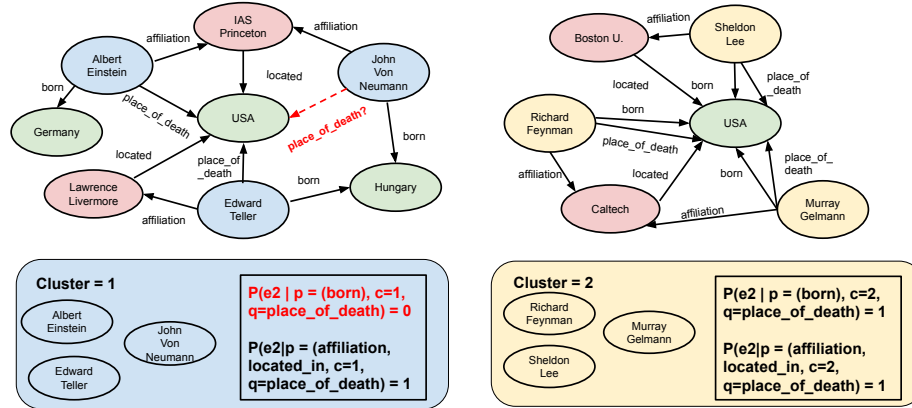 IAS
Princeton
affiliation
affiliation
Albert
Einstein
John
Von
Neumann
located
born
place_of_death
USA
place_of_death?
Germany
located
place_of
_death
born
born
Hungary
Lawrence
Livermore
affiliation
Edward
Teller
affiliation
Sheldon
Lee
Boston U.
located
born
place_of
_death
Richard
Feynman
born
USA
place_of_death
affiliation
located
born
place_of_
death
Caltech
affiliation
Murray
Gelmann
Cluster = 1
Albert
Einstein
John
Von
Neumann
Edward
Teller
P(e2 | p = (born), c=1,
q=place_of_death) = 0
P(e2|p = (affiliation,
located_in, c=1,
q=place_of_death) = 1
Cluster = 2
Richard
Feynman
Murray
Gelmann
Sheldon
Lee
P(e2 | p = (born), c=2,
q=place_of_death) = 1
P(e2|p = (affiliation,
located_in, c=2,
q=place_of_death) = 1